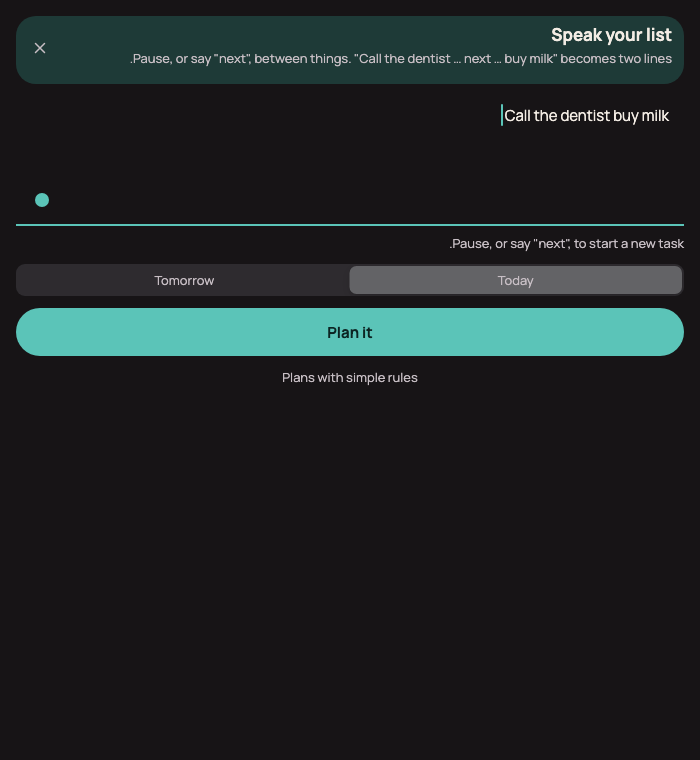 Speak your list
.Pause, or say "next", between things. "Call the dentist … next … buy milk" becomes two lines
Call the dentist buy milk
.Pause, or say "next", to start a new task
Today
Tomorrow
Plan it
Plans with simple rules